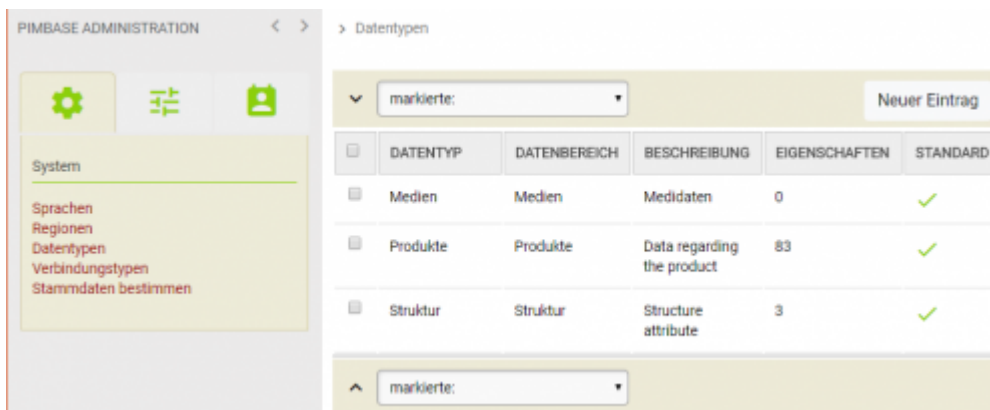 PIMBASE ADMINISTRATION < >
> Datentypen
System
Sprachen
Regionen
Datentypen
Verbindungstypen
Stammdaten bestimmen
markierte:
Neuer Eintrag
DATENTYP DATENBEREICH BESCHREIBUNG EIGENSCHAFTEN STANDARD
Medien Medien Medidaten 0
Produkte Produkte Data regarding 83
the product
Struktur Struktur Structure 3
attribute
markierte: